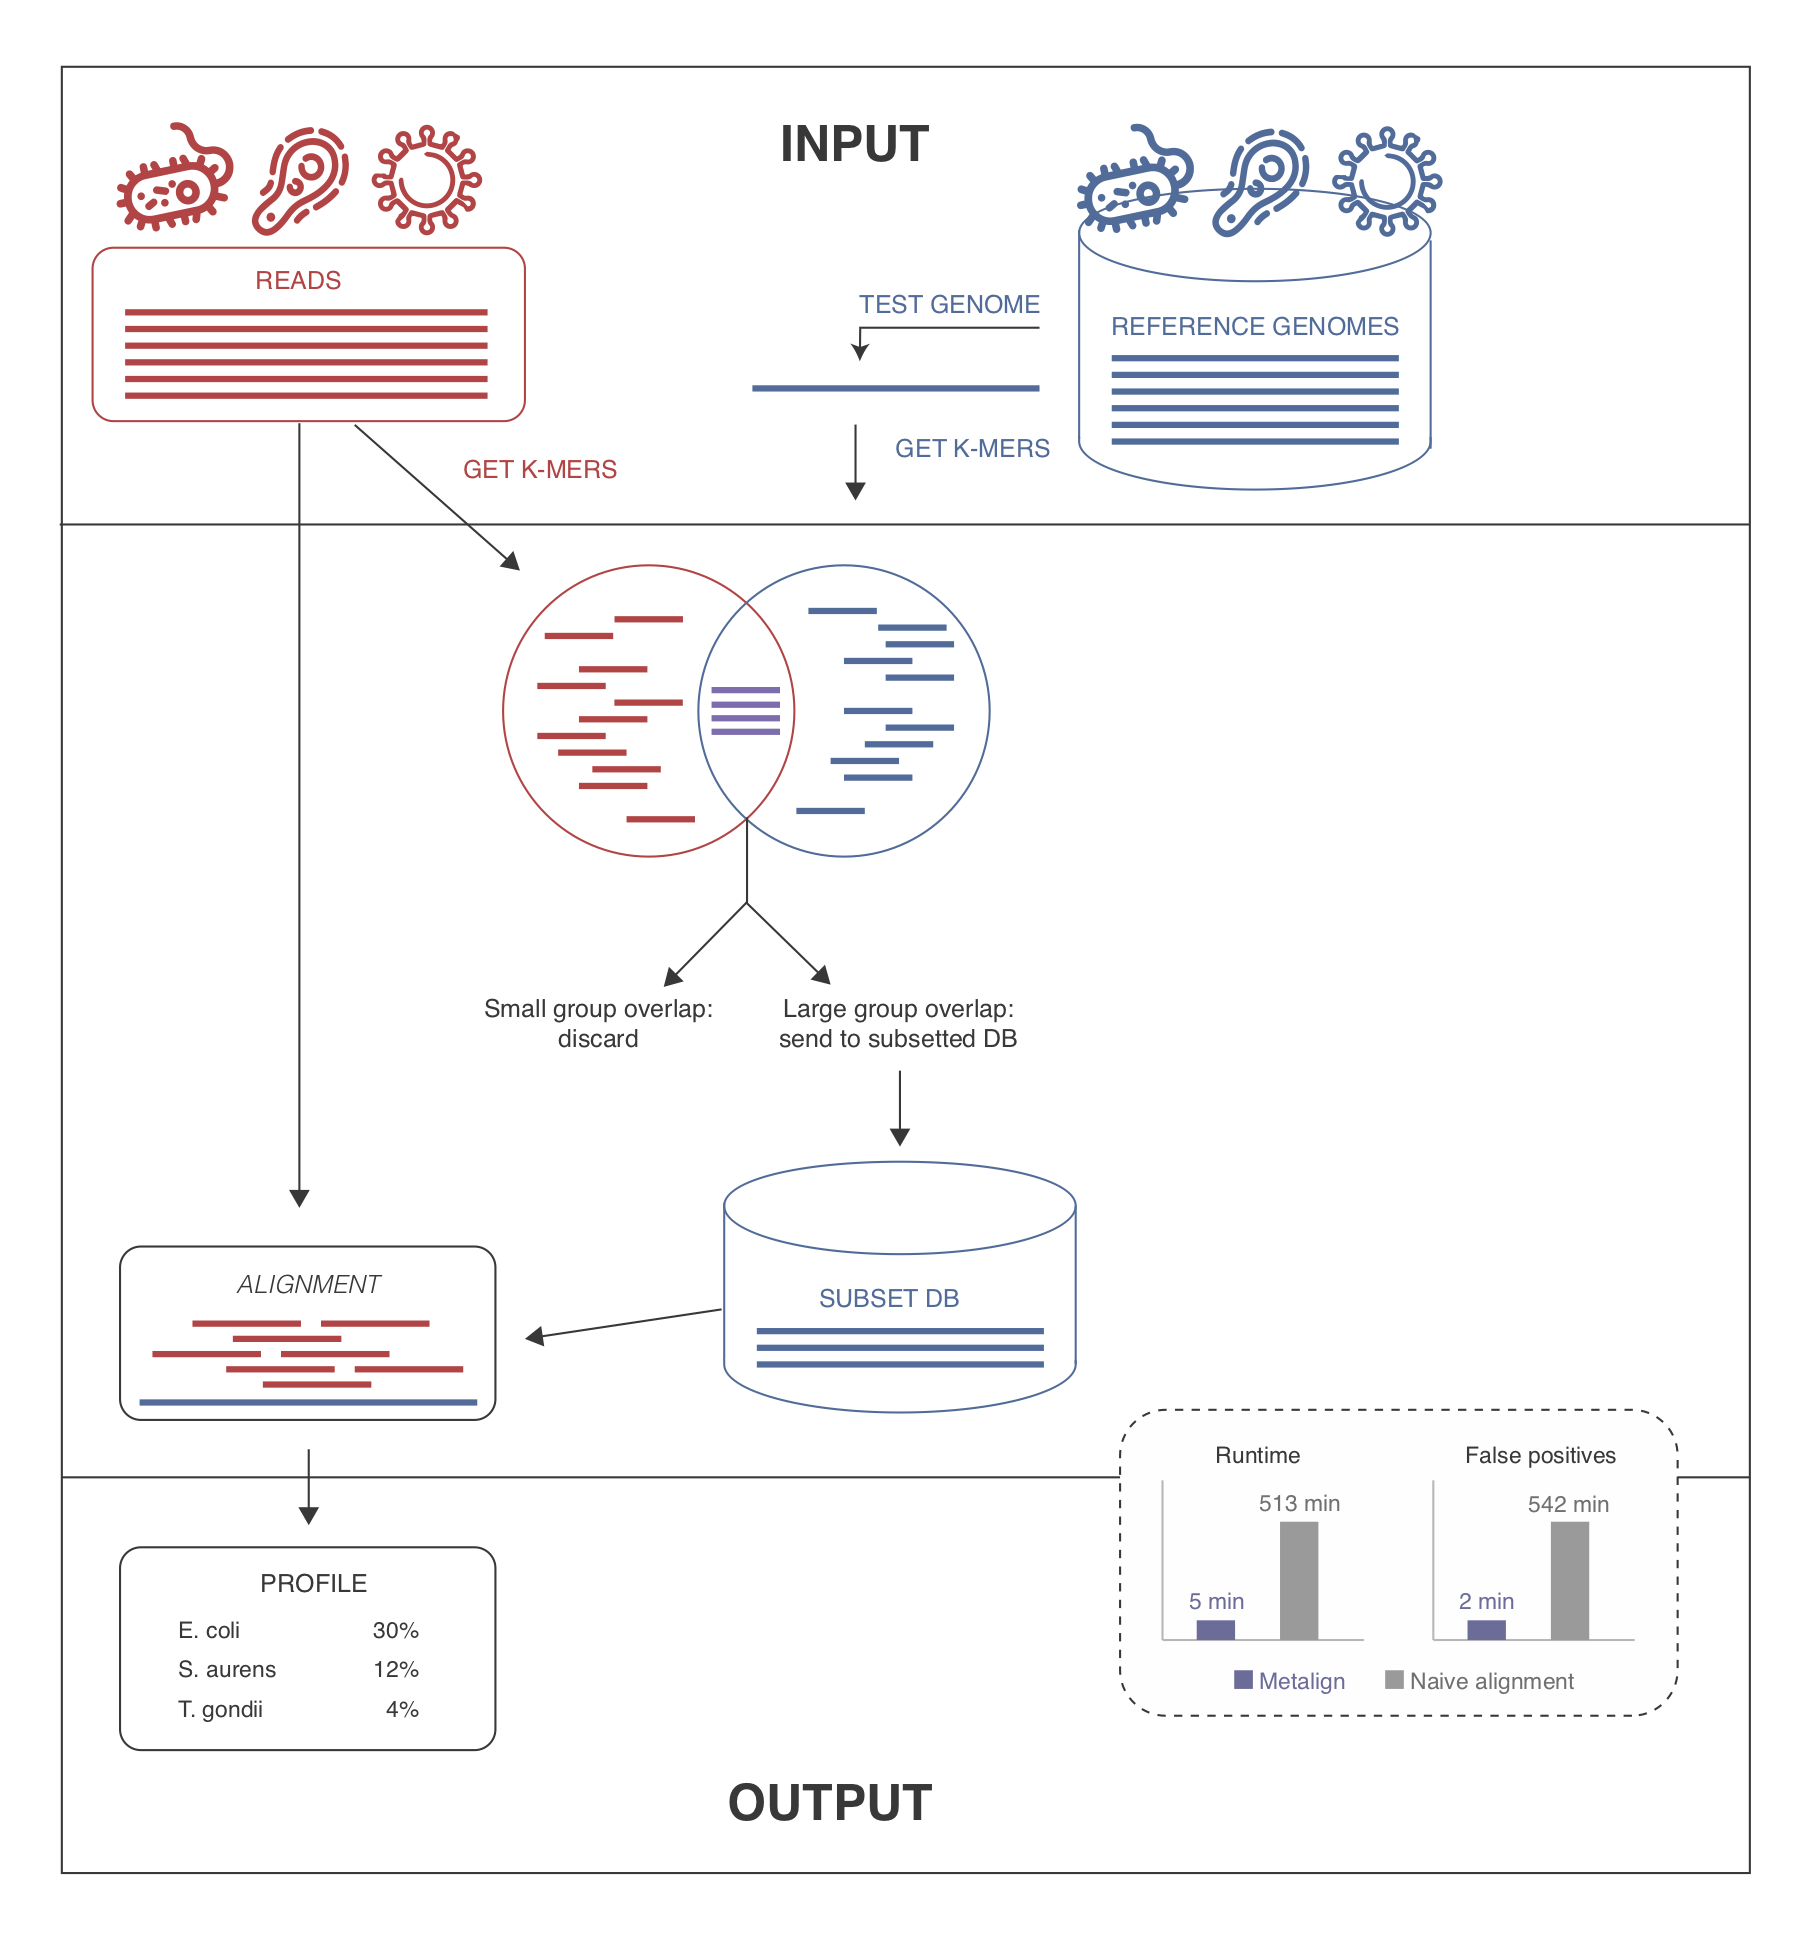 INPUT
READS
TEST GENOME
REFERENCE GENOMES
GET K-MERS
GET K-MERS
Small group overlap:
discard
Large group overlap:
send to subsetted DB
ALIGNMENT
SUBSET DB
Runtime
513 min
5 min
False positives
542 min
2 min
Metalign
Naive alignment
PROFILE
E. coli 30%
S. aurens 12%
T. gondii 4%
OUTPUT